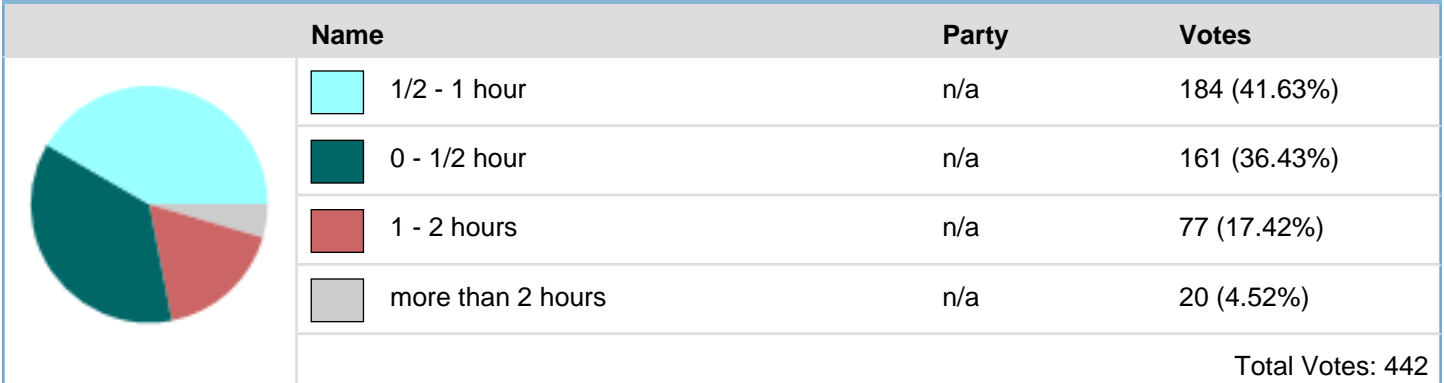 Name Party Votes
1/2 - 1 hour n/a 184 (41.63%)
0 - 1/2 hour n/a 161 (36.43%)
1 - 2 hours n/a 77 (17.42%)
more than 2 hours n/a 20 (4.52%)
Total Votes: 442